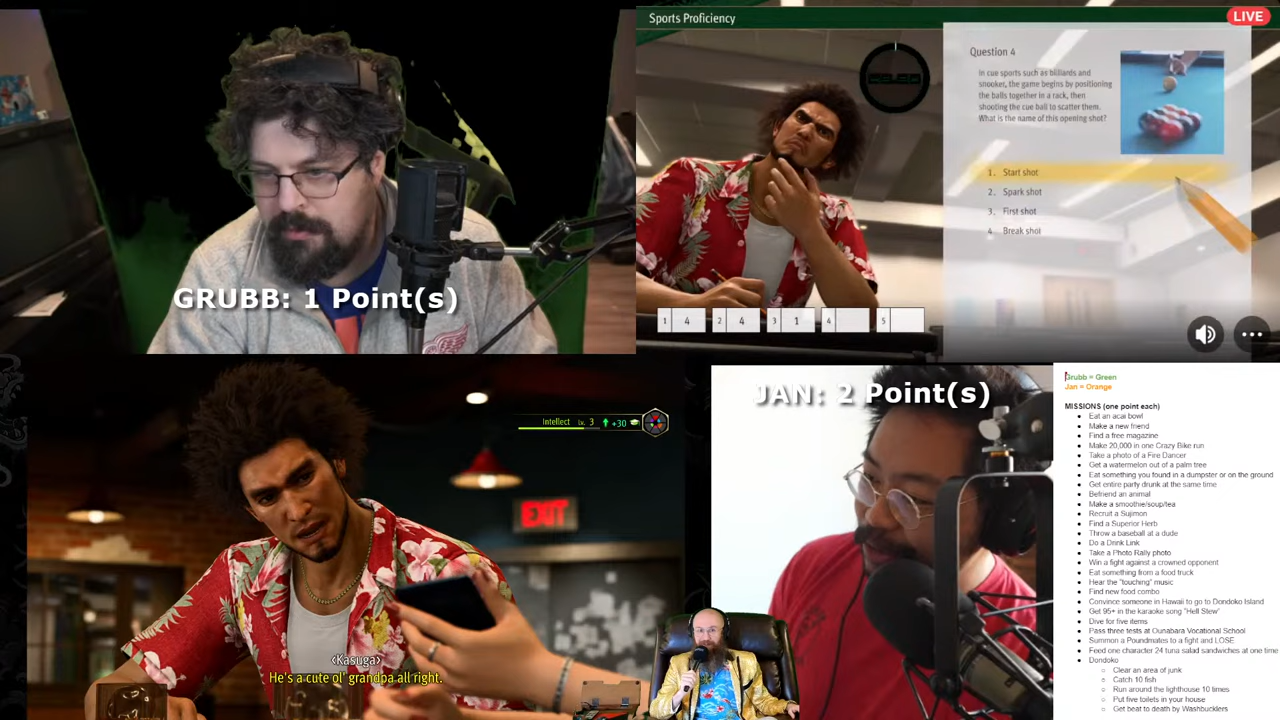 Sports Proficiency
LIVE
Question 4
In cue sports such as billiards and
snooker, the game begins by positioning
the balls together in a rack, then
shooting the cue ball to scatter them.
What is the name of this opening shot?
1. Start shot
2. Spark shot
3. First shot
4 Break shot
GRUBB: 1 Point(s)
1 4 2 4 3 1 4 5
JAN: 2 Point(s)
Intellect Lv. 3 +30
EXIT
‹Kasuga›
He's a cute ol' grandpa all right.
Grubb = Green
Jan = Orange
MISSIONS (one point each)
Eat an acai bowl
Make a new friend
Find a free magazine
Make 20,000 in one Crazy Bike run
Take a photo of a Fire Dancer
Get a watermelon out of a palm tree
Eat something you found in a dumpster or on the ground
Get entire party drunk at the same time
Befriend an animal
Make a smoothie/soup/tea
Recruit a Sujimon
Find a Superior Herb
Throw a baseball at a dude
Do a Drink Link
Take a Photo Rally photo
Win a fight against a crowned opponent
Eat something from a food truck
Hear the "touching" music
Find new food combo
Convince someone in Hawaii to go to Dondoko Island
Get 95+ in the karaoke song "Hell Stew"
Dive for five items
Pass three tests at Ounabara Vocational School
Summon a Poundmates to a fight and LOSE
Feed one character 24 tuna salad sandwiches at one time
Dondoko
Clear an area of junk
Catch 10 fish
Run around the lighthouse 10 times
Put five toilets in your house
Get beat to death by Washbucklers